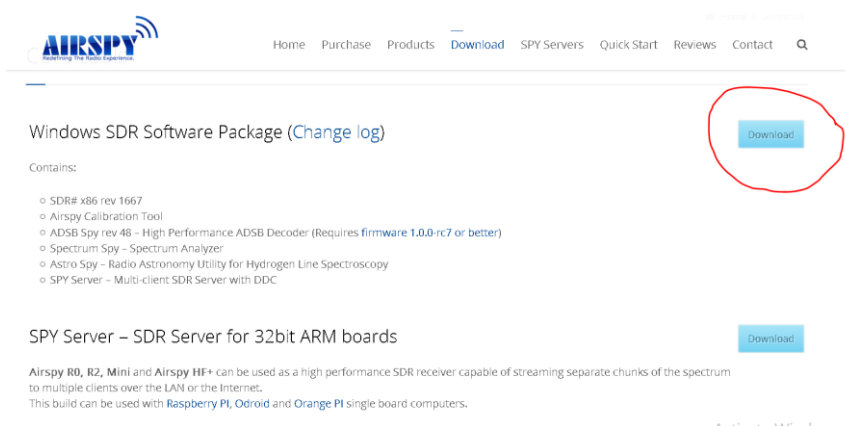 AIRSPY
Redefining The Radio Experience.
Home Purchase Products Download SPY Servers Quick Start Reviews Contact
Windows SDR Software Package (Change log)
Download
Contains:
SDR# x86 rev 1667
Airspy Calibration Tool
ADSB Spy rev 48 – High Performance ADSB Decoder (Requires firmware 1.0.0-rc7 or better)
Spectrum Spy – Spectrum Analyzer
Astro Spy – Radio Astronomy Utility for Hydrogen Line Spectroscopy
SPY Server – Multi-client SDR Server with DDC
SPY Server – SDR Server for 32bit ARM boards
Download
Airspy R0, R2, Mini and Airspy HF+ can be used as a high performance SDR receiver capable of streaming separate chunks of the spectrum
to multiple clients over the LAN or the Internet.
This build can be used with Raspberry PI, Odroid and Orange PI single board computers.